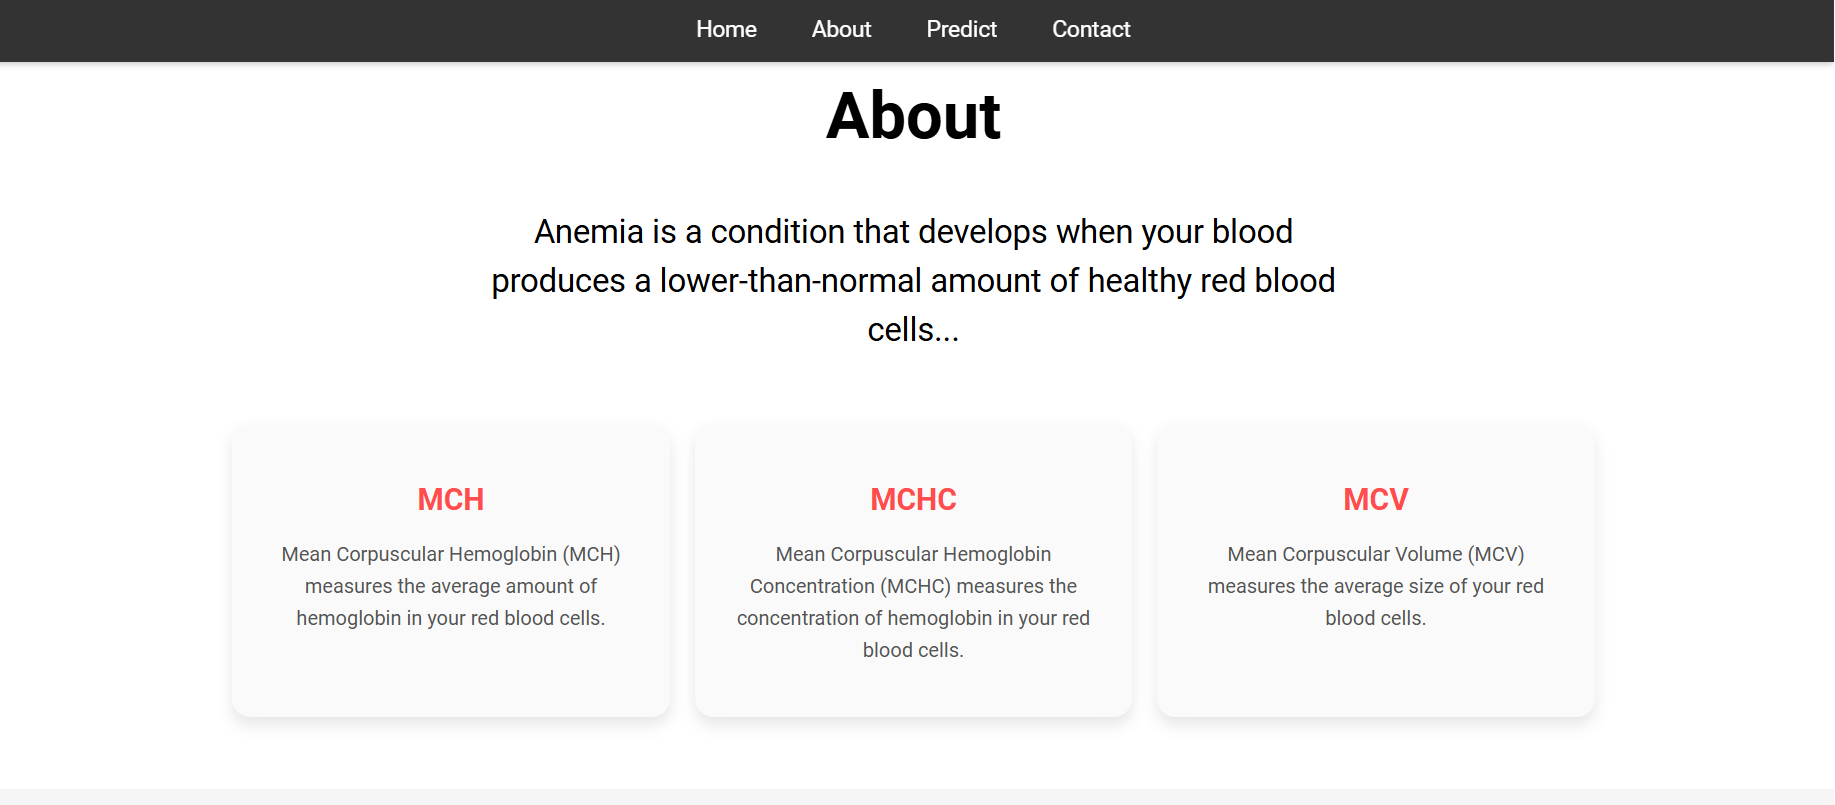 Home About Predict Contact
About
Anemia is a condition that develops when your blood
produces a lower-than-normal amount of healthy red blood
cells...
MCH
Mean Corpuscular Hemoglobin (MCH)
measures the average amount of
hemoglobin in your red blood cells.
MCHC
Mean Corpuscular Hemoglobin
Concentration (MCHC) measures the
concentration of hemoglobin in your red
blood cells.
MCV
Mean Corpuscular Volume (MCV)
measures the average size of your red
blood cells.